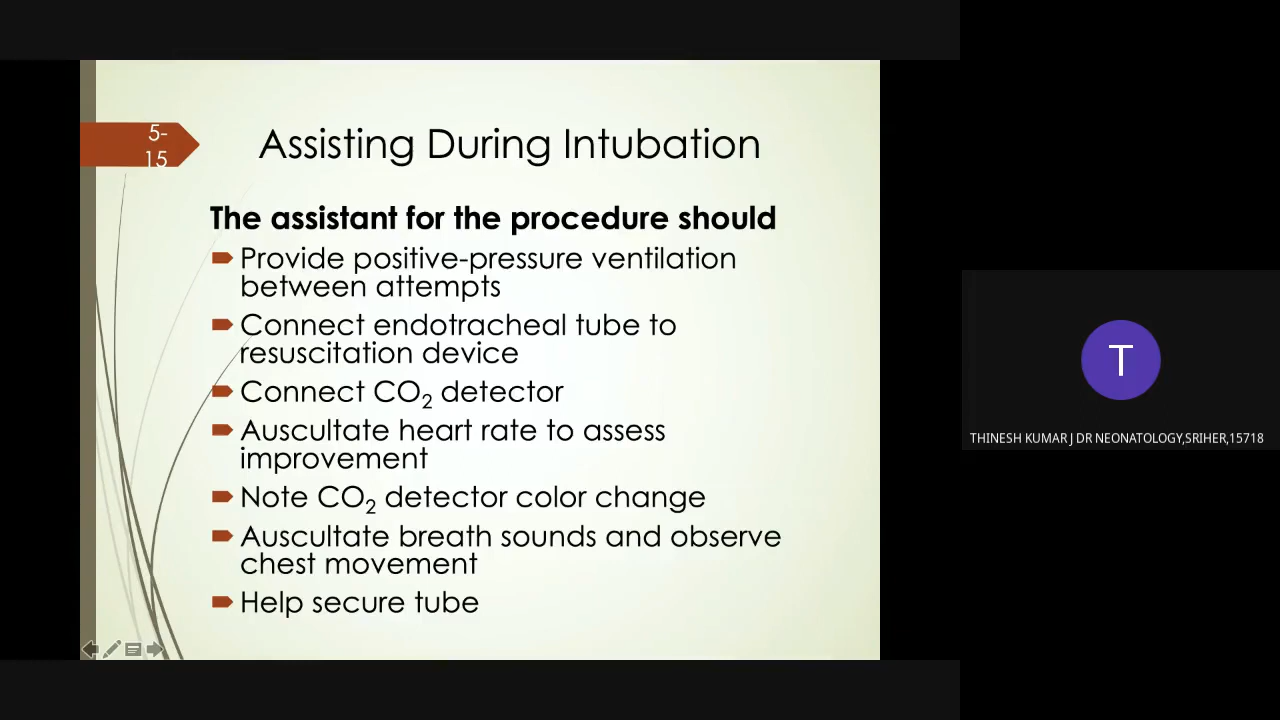 5-
15
Assisting During Intubation
The assistant for the procedure should
Provide positive-pressure ventilation
between attempts
Connect endotracheal tube to
resuscitation device
Connect CO2 detector
Auscultate heart rate to assess
improvement
Note CO2 detector color change
Auscultate breath sounds and observe
chest movement
Help secure tube
T
THINESH KUMAR J DR NEONATOLOGY,SRIHER,15718